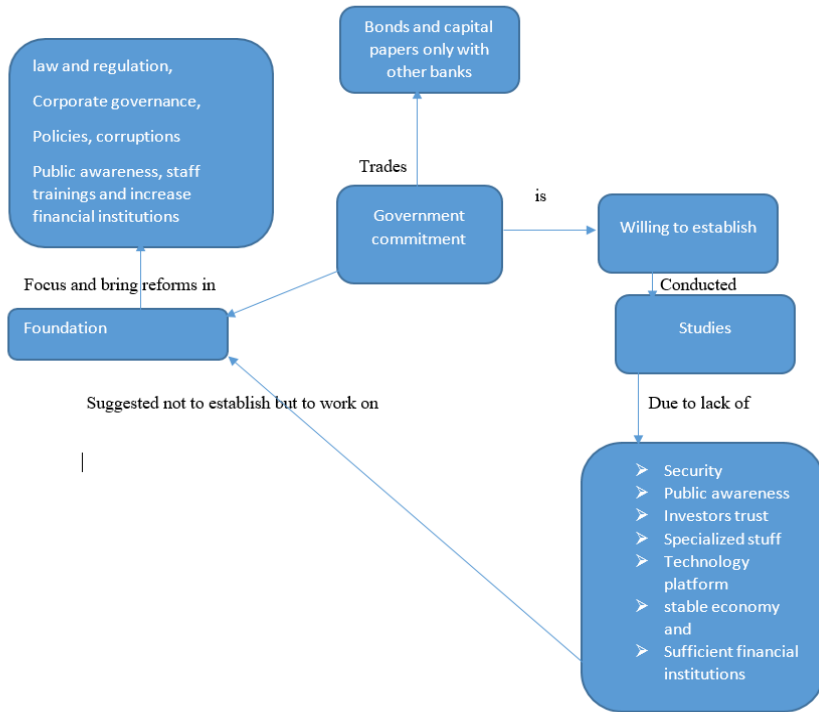 Bonds and capital
papers only with
other banks
law and regulation,
Corporate governance,
Policies, corruptions
Public awareness, staff
trainings and increase
financial institutions
Trades
is
Government
commitment
Willing to establish
Focus and bring reforms in
Conducted
Foundation
Studies
Suggested not to establish but to work on
Due to lack of
➢ Security
➢ Public awareness
➢ Investors trust
➢ Specialized stuff
➢ Technology
platform
➢ stable economy
and
➢ Sufficient financial
institutions